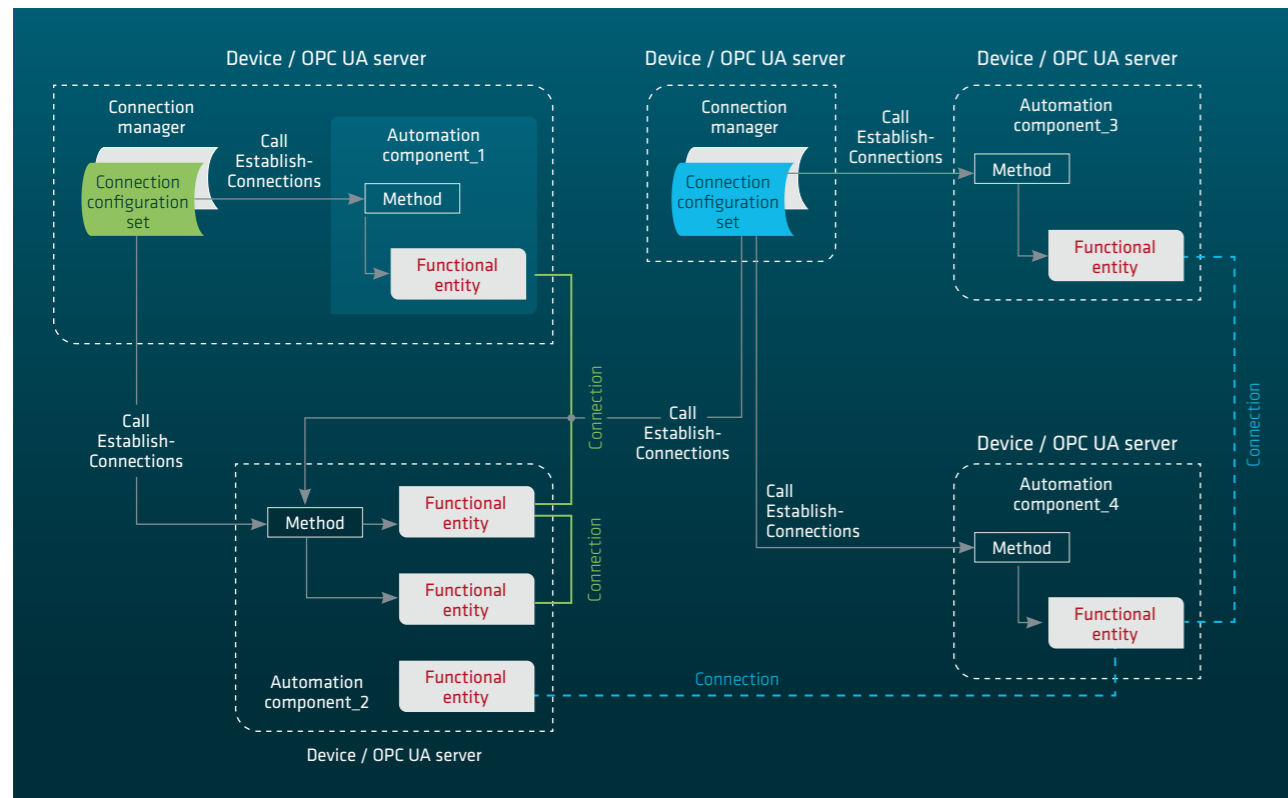 Device / OPC UA server
Connection
manager
Connection
configuration
set
Call
Establish-
Connections
Automation
component_1
Method
Functional
entity
Device / OPC UA server
Connection
manager
Connection
configuration
set
Call
Establish-
Connections
Device / OPC UA server
Automation
component_3
Method
Functional
entity
Call
Establish-
Connections
Connection
Call
Establish-
Connections
Connection
Method
Functional
entity
Connection
Functional
entity
Automation
component_2
Functional
entity
Device / OPC UA server
Connection
Call
Establish-
Connections
Device / OPC UA server
Automation
component_4
Method
Functional
entity